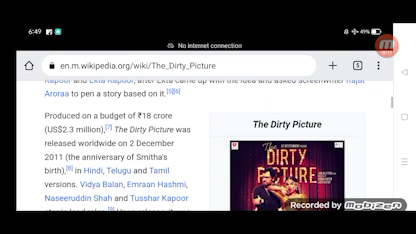 6:49
No internet connection
en.m.wikipedia.org/wiki/The_Dirty_Picture
Kapoor and Ekta Kapoor, after Ekta came up with the idea and asked screenwriter Rajat
Aroraa to pen a story based on it.[5][6]
Produced on a budget of ₹18 crore
(US$2.3 million),[7] The Dirty Picture was
released worldwide on 2 December
2011 (the anniversary of Smitha's
birth),[8] in Hindi, Telugu and Tamil
versions. Vidya Balan, Emraan Hashmi,
Naseeruddin Shah and Tusshar Kapoor
The Dirty Picture
The
DIRTY
PICTURE
Recorded by mobizen